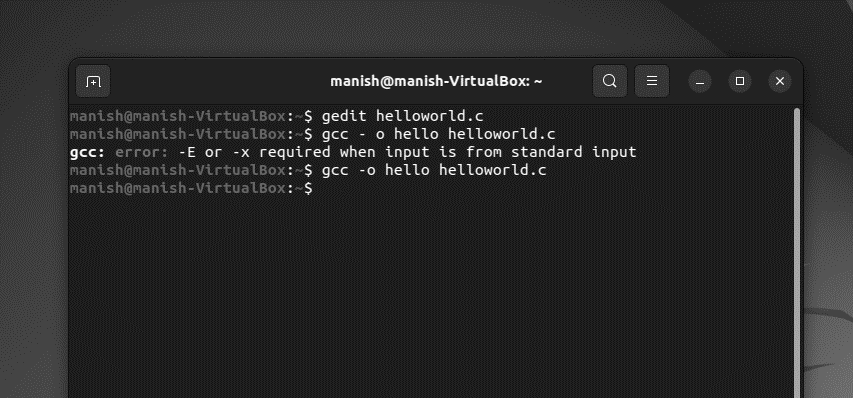 manish@manish-VirtualBox: ~
manish@manish-VirtualBox:~$ gedit helloworld.c
manish@manish-VirtualBox:~$ gcc - o hello helloworld.c
gcc: error: -E or -x required when input is from standard input
manish@manish-VirtualBox:~$ gcc -o hello helloworld.c
manish@manish-VirtualBox:~$